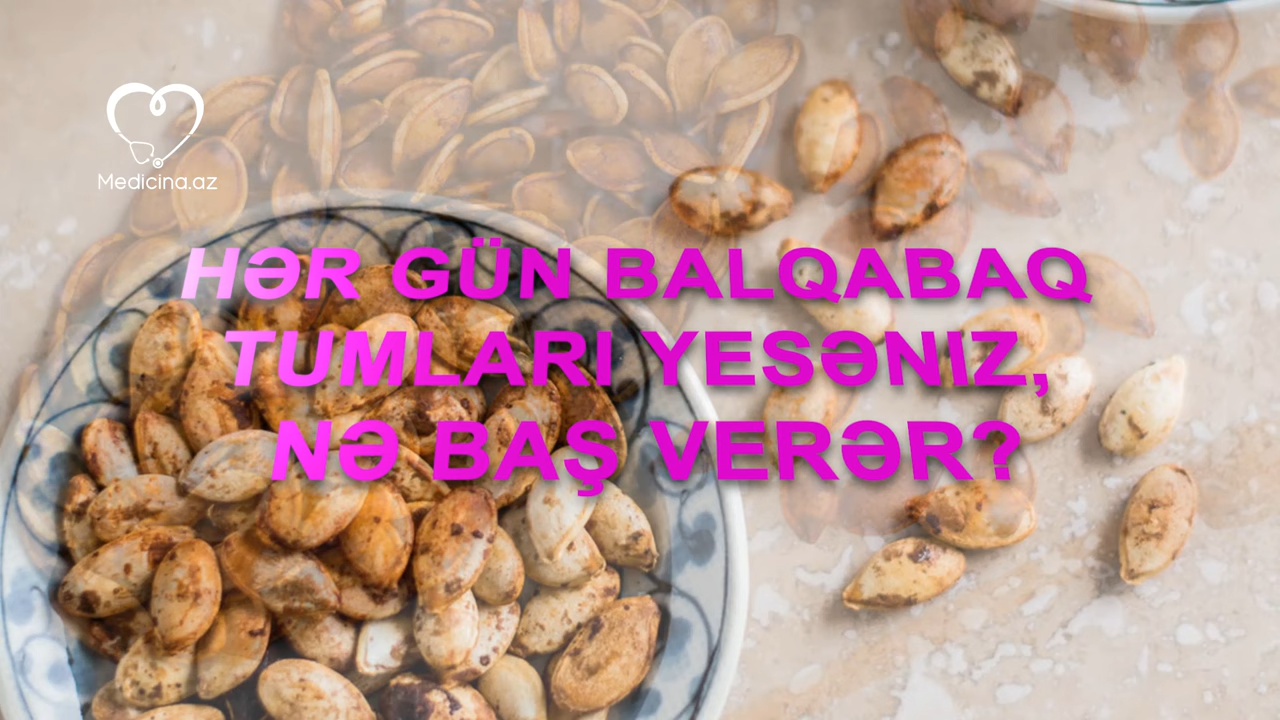 Medicina.az
HƏR GÜN BALQABAQ
TUMLARI YESƏNIZ,
NƏ BAŞ VERƏR?